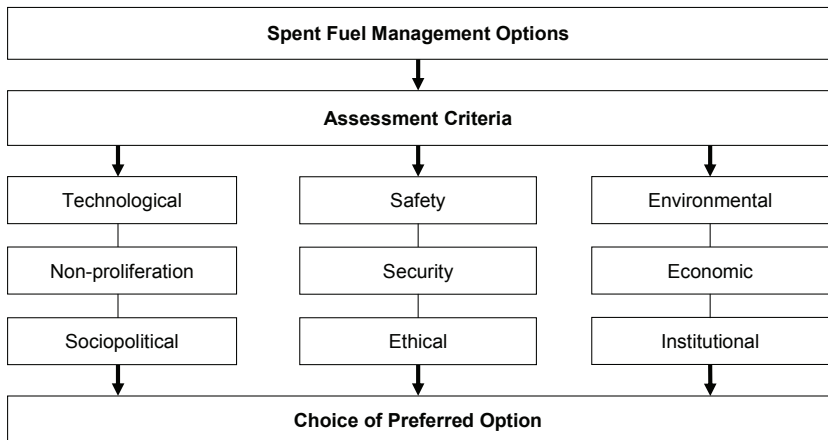 Spent Fuel Management Options
Assessment Criteria
Technological
Safety
Environmental
Non-proliferation
Security
Economic
Sociopolitical
Ethical
Institutional
Choice of Preferred Option